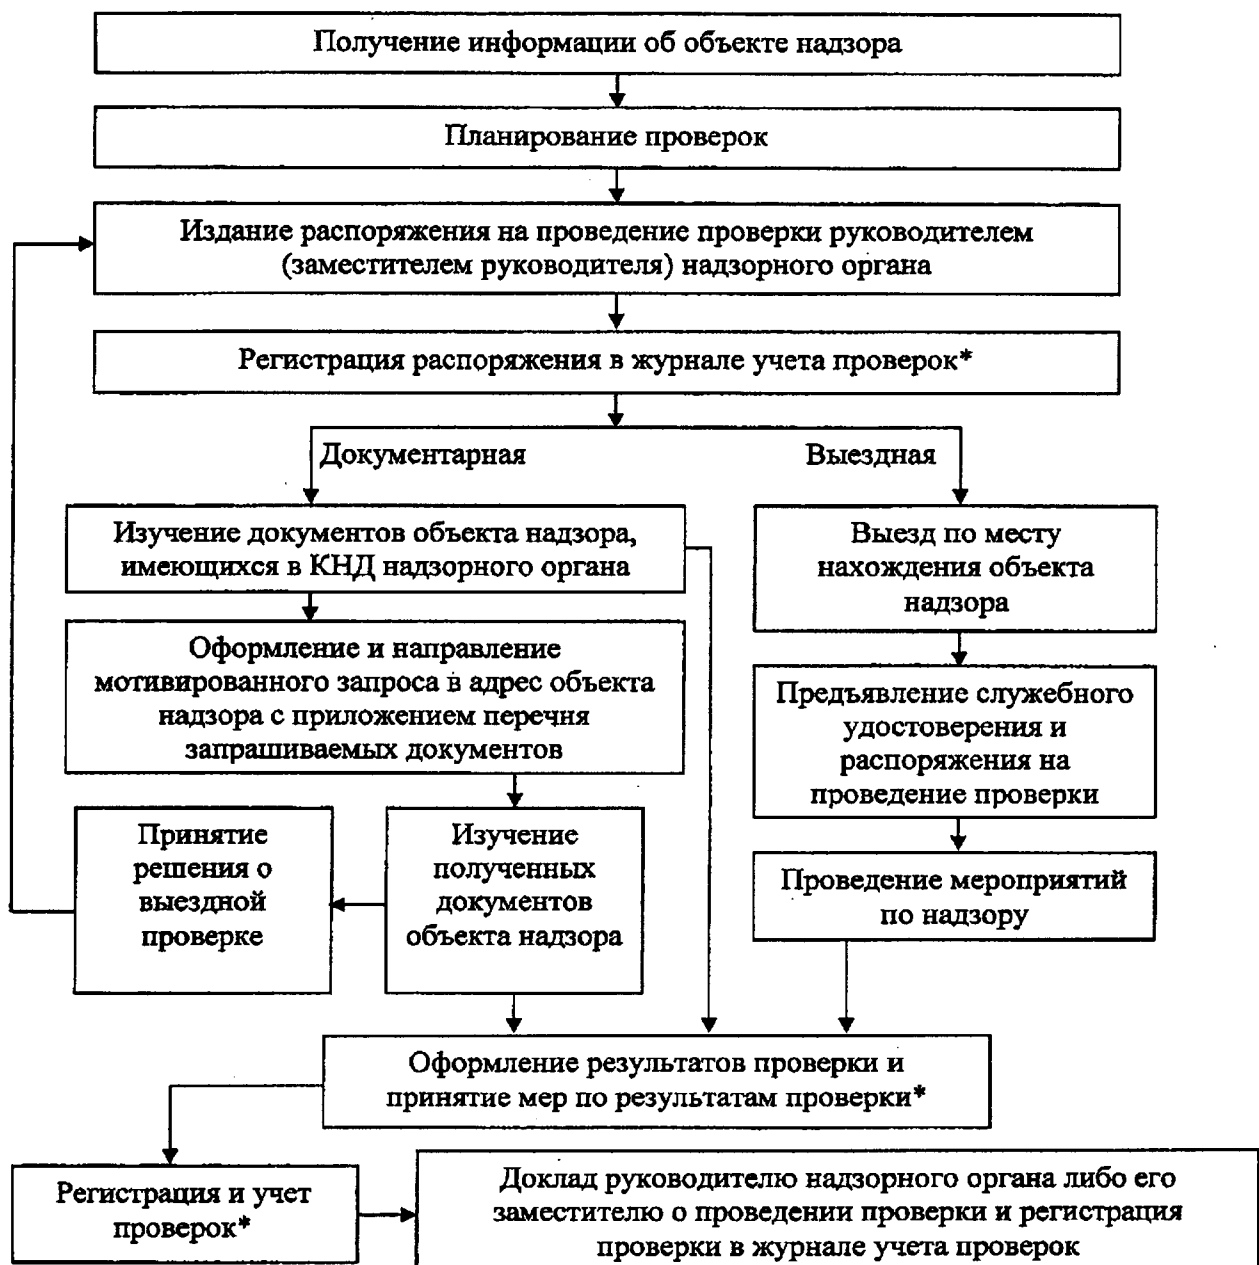 Получение информации об объекте надзора
Планирование проверок
Издание распоряжения на проведение проверки руководителем
(заместителем руководителя) надзорного органа
Регистрация распоряжения в журнале учета проверок*
Документарная
Выездная
Изучение документов объекта надзора,
имеющихся в КНД надзорного органа
Оформление и направление
мотивированного запроса в адрес объекта
надзора с приложением перечня
запрашиваемых документов
Принятие
решения о
выездной
проверке
Изучение
полученных
документов
объекта надзора
Выезд по месту
нахождения объекта
надзора
Предъявление служебного
удостоверения и
распоряжения на
проведение проверки
Проведение мероприятий
по надзору
Оформление результатов проверки и
принятие мер по результатам проверки*
Регистрация и учет
проверок*
Доклад руководителю надзорного органа либо его
заместителю о проведении проверки и регистрация
проверки в журнале учета проверок